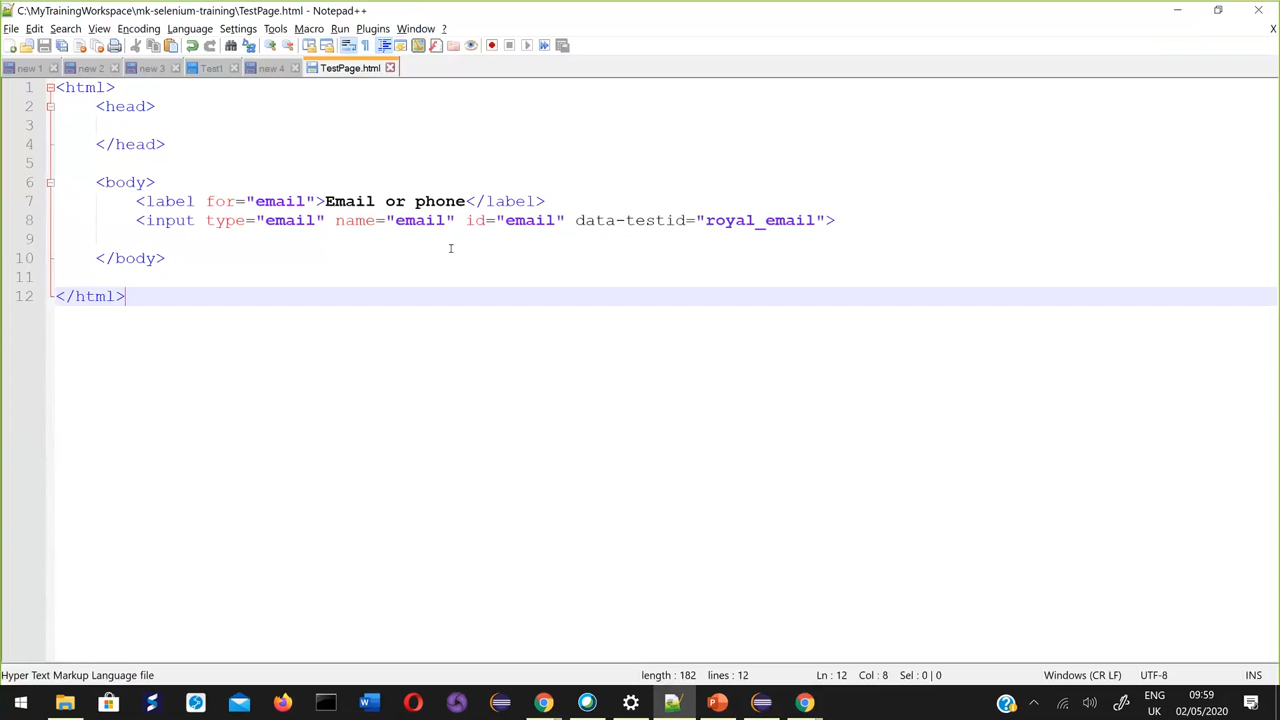 C:\MyTrainingWorkspace\mk-selenium-training\TestPage.html - Notepad++
File Edit Search View Encoding Language Settings Tools Macro Run Plugins Window ? X
new 1 new 2 new 3 Test1 new 4 TestPage.html
1 <html>
2 <head>
3
4 </head>
5
6 <body>
7 <label for="email">Email or phone</label>
8 <input type="email" name="email" id="email" data-testid="royal_email">
9
10 </body>
11
12 </html>
Hyper Text Markup Language file length : 182 lines : 12 Ln : 12 Col : 8 Sel : 0 | 0 Windows (CR LF) UTF-8 INS
ENG 09:59
UK 02/05/2020